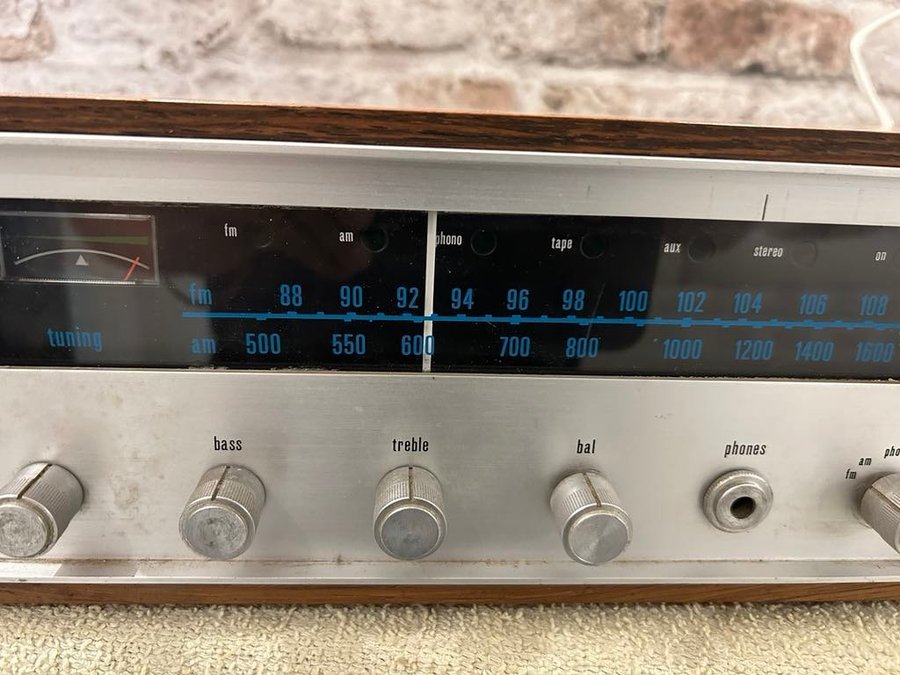 fm am phono tape aux stereo on
fm 88 90 92 94 96 98 100 102 104 106 108
tuning am 500 550 600 700 800 1000 1200 1400 1600
bass treble bal phones
fm am pho